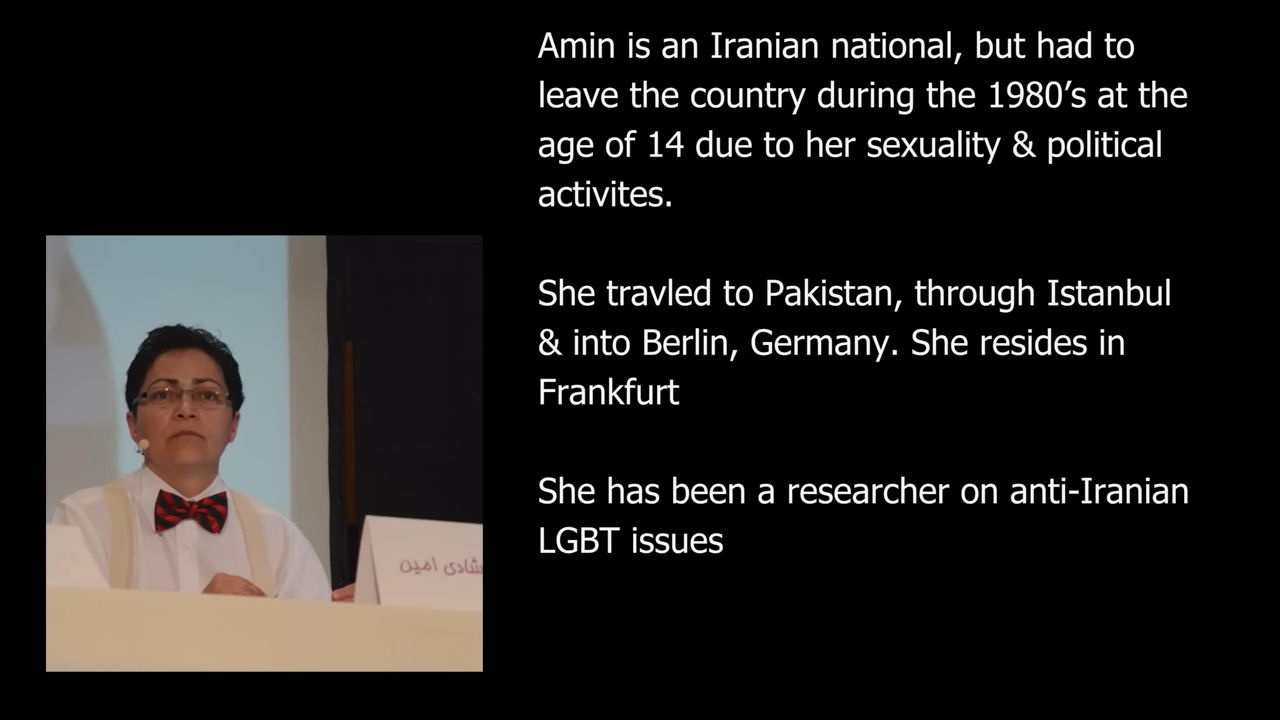 Amin is an Iranian national, but had to
leave the country during the 1980’s at the
age of 14 due to her sexuality & political
activites.
She travled to Pakistan, through Istanbul
& into Berlin, Germany. She resides in
Frankfurt
She has been a researcher on anti-Iranian
LGBT issues
شادی امین